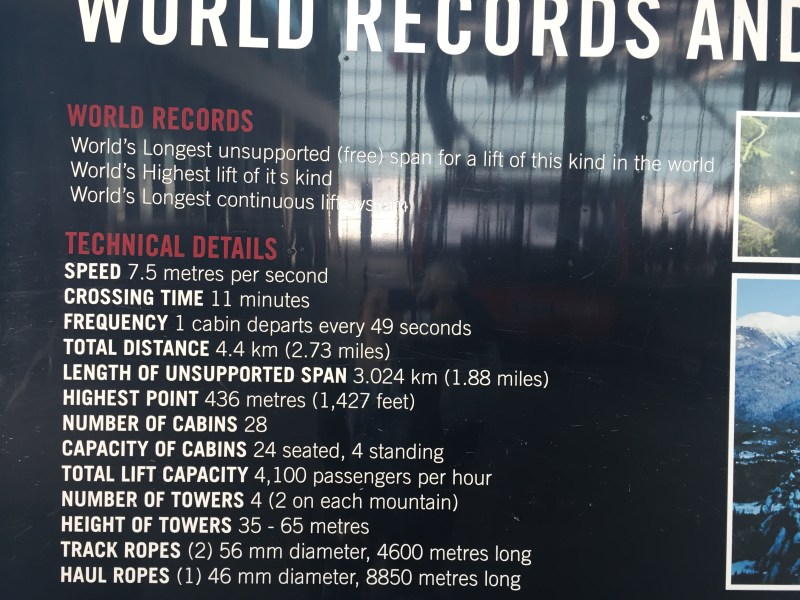 WORLD RECORDS AND
WORLD RECORDS
World's Longest unsupported (free) span for a lift of this kind in the world
World's Highest lift of it s kind
World's Longest continuous lift system
TECHNICAL DETAILS
SPEED 7.5 metres per second
CROSSING TIME 11 minutes
FREQUENCY 1 cabin departs every 49 seconds
TOTAL DISTANCE 4.4 km (2.73 miles)
LENGTH OF UNSUPPORTED SPAN 3.024 km (1.88 miles)
HIGHEST POINT 436 metres (1,427 feet)
NUMBER OF CABINS 28
CAPACITY OF CABINS 24 seated, 4 standing
TOTAL LIFT CAPACITY 4,100 passengers per hour
NUMBER OF TOWERS 4 (2 on each mountain)
HEIGHT OF TOWERS 35 - 65 metres
TRACK ROPES (2) 56 mm diameter, 4600 metres long
HAUL ROPES (1) 46 mm diameter, 8850 metres long